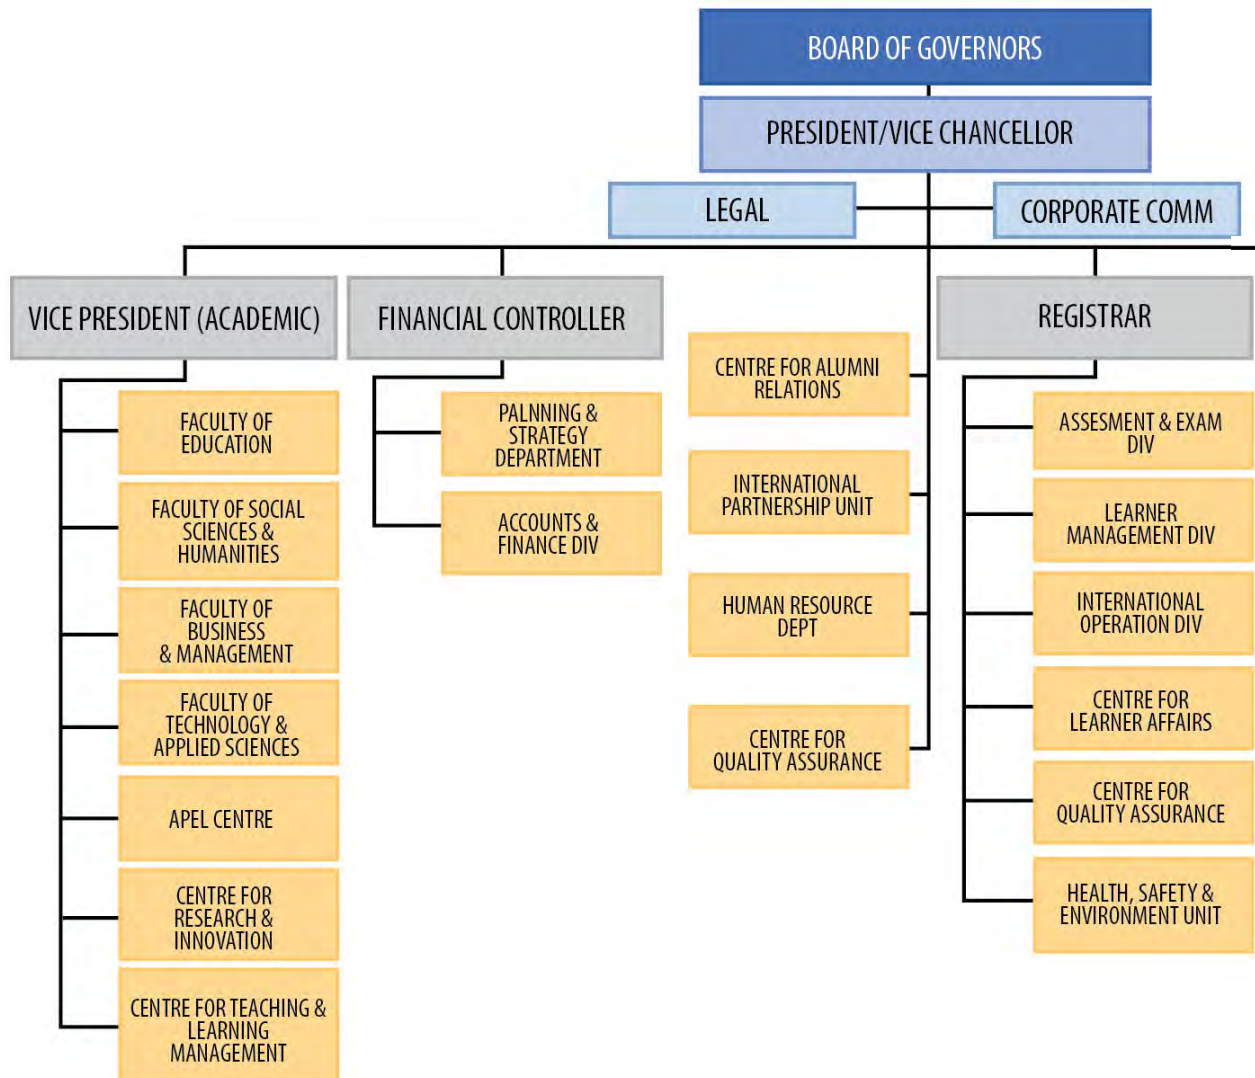 BOARD OF GOVERNORS
PRESIDENT/VICE CHANCELLOR
LEGAL
CORPORATE COMM
VICE PRESIDENT (ACADEMIC)
FACULTY OF
EDUCATION
FACULTY OF SOCIAL
SCIENCES &
HUMANITIES
FACULTY OF
BUSINESS
& MANAGEMENT
FACULTY OF
TECHNOLOGY &
APPLIED SCIENCES
APEL CENTRE
CENTRE FOR
RESEARCH &
INNOVATION
CENTRE FOR TEACHING &
LEARNING
MANAGEMENT
FINANCIAL CONTROLLER
PALNNING &
STRATEGY
DEPARTMENT
ACCOUNTS &
FINANCE DIV
CENTRE FOR ALUMNI
RELATIONS
INTERNATIONAL
PARTNERSHIP UNIT
HUMAN RESOURCE
DEPT
CENTRE FOR
QUALITY ASSURANCE
REGISTRAR
ASSESMENT & EXAM
DIV
LEARNER
MANAGEMENT DIV
INTERNATIONAL
OPERATION DIV
CENTRE FOR
LEARNER AFFAIRS
CENTRE FOR
QUALITY ASSURANCE
HEALTH, SAFETY &
ENVIRONMENT UNIT